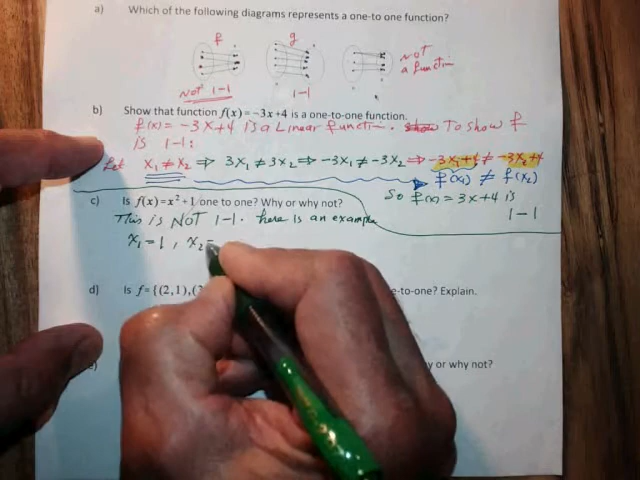 a) Which of the following diagrams represents a one-to one function?
f g
NOT 1-1 1-1 NOT a function
b) Show that function f(x)=−3x+4 is a one-to-one function.
f(x) = −3x+4 is a Linear function. To show f
is 1-1:
Let x₁ ≠ x₂ ⇒ 3x₁ ≠ 3x₂ ⇒ −3x₁ ≠ −3x₂ ⇒ −3x₁+4 ≠ −3x₂+4
f(x₁) ≠ f(x₂)
So f(x) = 3x+4 is
1-1
c) Is f(x)=x²+1 one to one? Why or why not?
This is NOT 1-1. here is an example
x₁ = 1 , x₂ =
d) Is f={(2,1),( e-to-one? Explain.
y or why not?